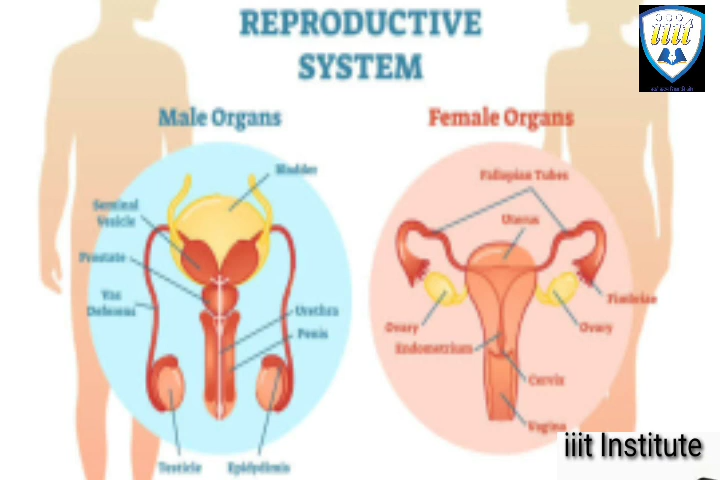 REPRODUCTIVE
SYSTEM
iiit
Male Organs
Female Organs
Bladder
Seminal
Vesicle
Prostate
Vas
Deferens
Urethra
Penis
Testicle
Epididymis
Fallopian Tubes
Uterus
Fimbriae
Ovary
Ovary
Endometrium
Cervix
Vagina
iiit Institute